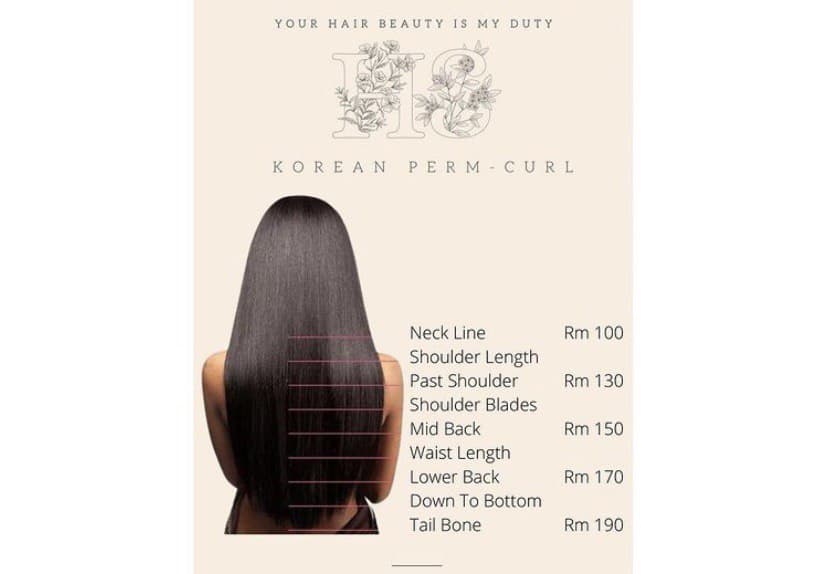 YOUR HAIR BEAUTY IS MY DUTY
HS
KOREAN PERM-CURL
Neck Line Rm 100
Shoulder Length
Past Shoulder Rm 130
Shoulder Blades
Mid Back Rm 150
Waist Length
Lower Back Rm 170
Down To Bottom
Tail Bone Rm 190